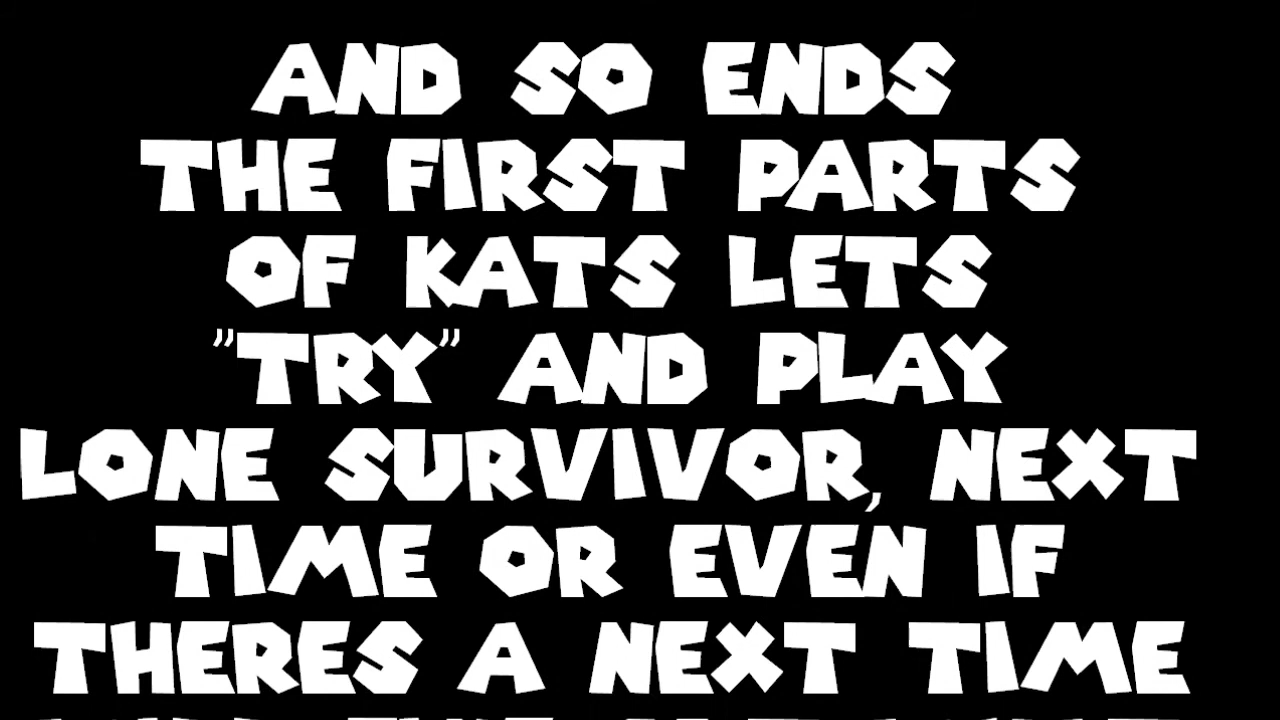 AND SO ENDS
THE FIRST PARTS
OF KATS LETS
"TRY" AND PLAY
LONE SURVIVOR, NEXT
TIME OR EVEN IF
THERES A NEXT TIME